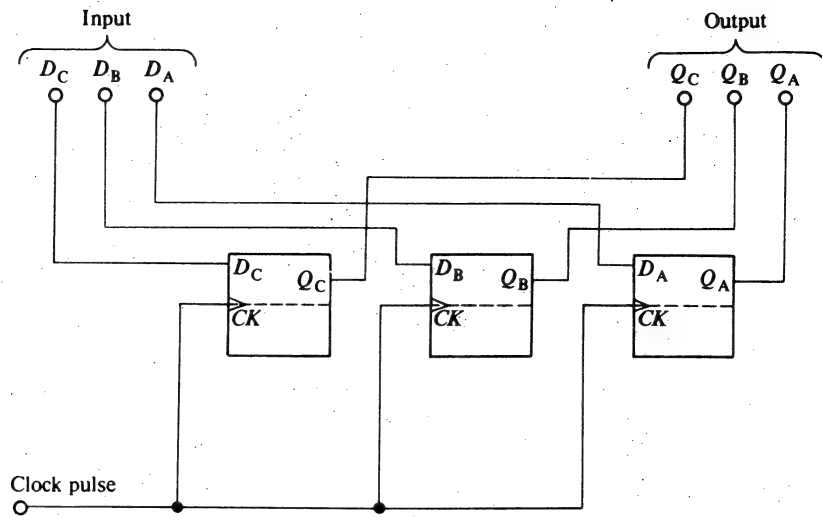 Input
Output
D_C D_B D_A
Q_C Q_B Q_A
D_C Q_C
CK
D_B Q_B
CK
D_A Q_A
CK
Clock pulse